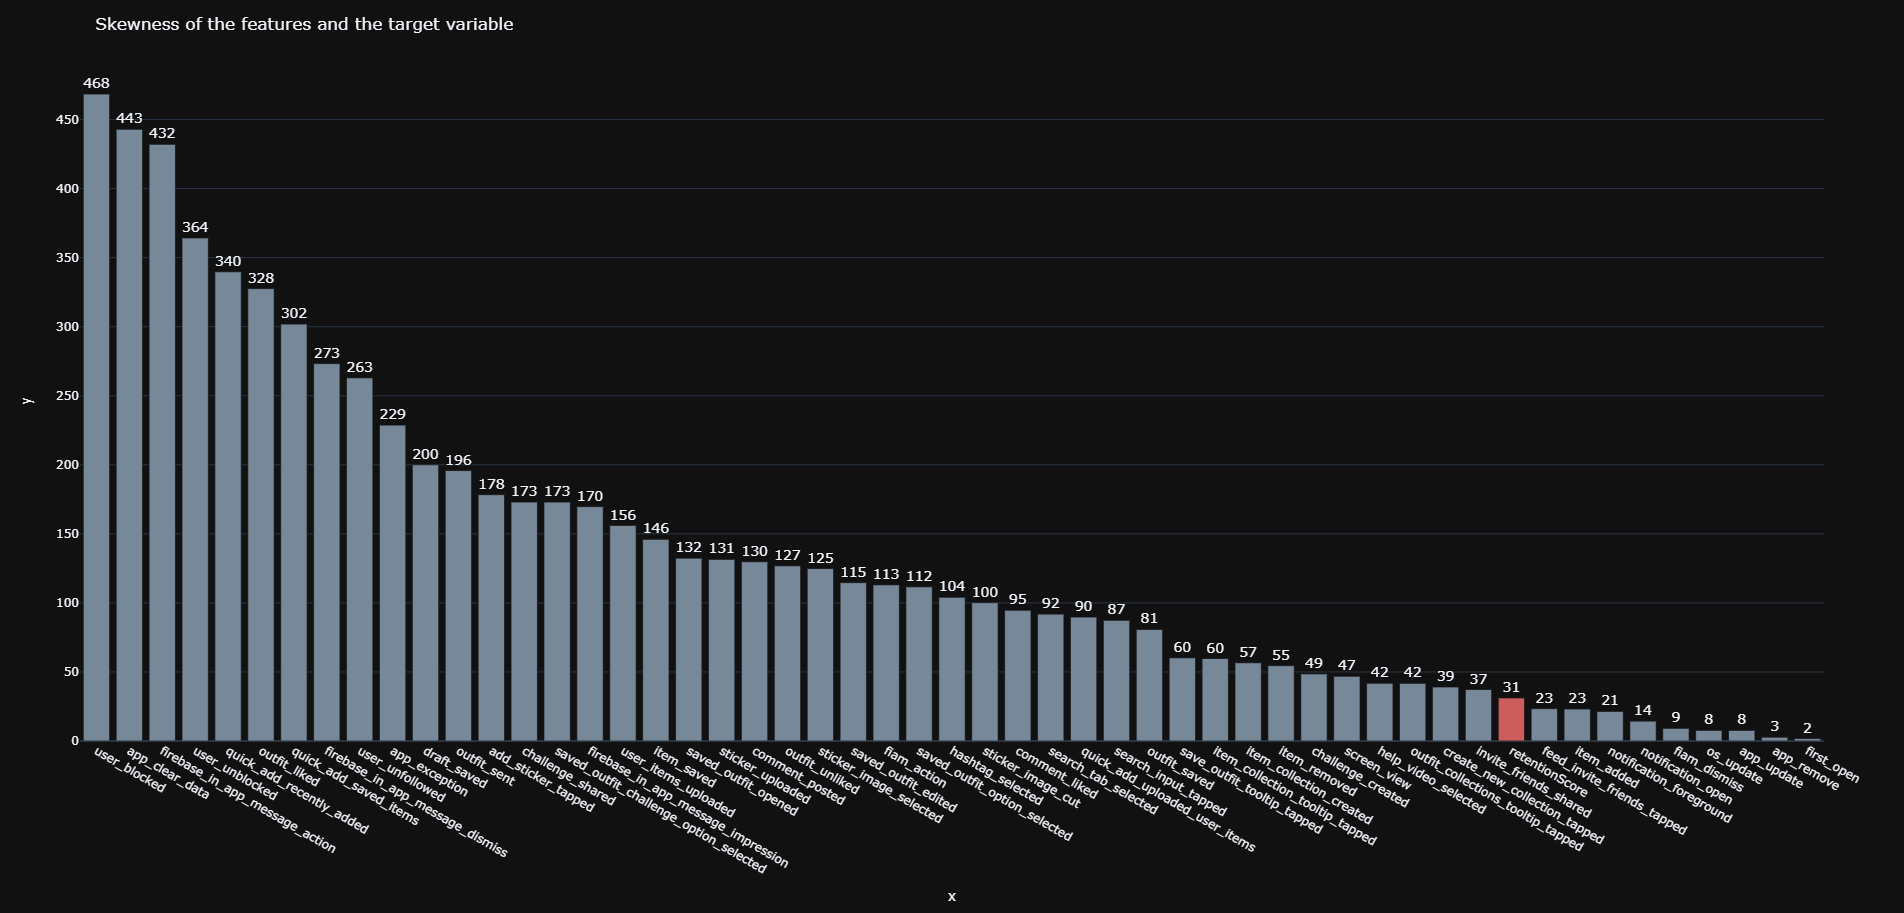 Skewness of the features and the target variable
y
450
400
350
300
250
200
150
100
50
0
468
443
432
364
340
328
302
273
263
229
200
196
178
173
173
170
156
146
132
131
130
127
125
115
113
112
104
100
95
92
90
87
81
60
60
57
55
49
47
42
42
39
37
31
23
23
21
14
9
8
8
3
2
user_blocked
app_clear_data
firebase_in_app_message_action
user_unblocked
quick_add_recently_added
outfit_liked
quick_add_saved_items
firebase_in_app_message_dismiss
user_unfollowed
app_exception
draft_saved
outfit_sent
add_sticker_tapped
challenge_shared
saved_outfit_challenge_option_selected
firebase_in_app_message_impression
user_items_uploaded
item_saved
saved_outfit_opened
sticker_uploaded
comment_posted
outfit_unliked
sticker_image_selected
saved_outfit_edited
fiam_action
saved_outfit_option_selected
hashtag_selected
sticker_image_cut
comment_liked
search_tab_selected
quick_add_uploaded_user_items
search_input_tapped
outfit_saved
save_outfit_tooltip_tapped
item_collection_tooltip_tapped
item_collection_created
item_removed
challenge_created
screen_view
help_video_selected
outfit_collections_tooltip_tapped
create_new_collection_tapped
invite_friends_shared
retentionScore
feed_invite_friends_tapped
item_added
notification_foreground
notification_open
fiam_dismiss
os_update
app_update
app_remove
first_open
x